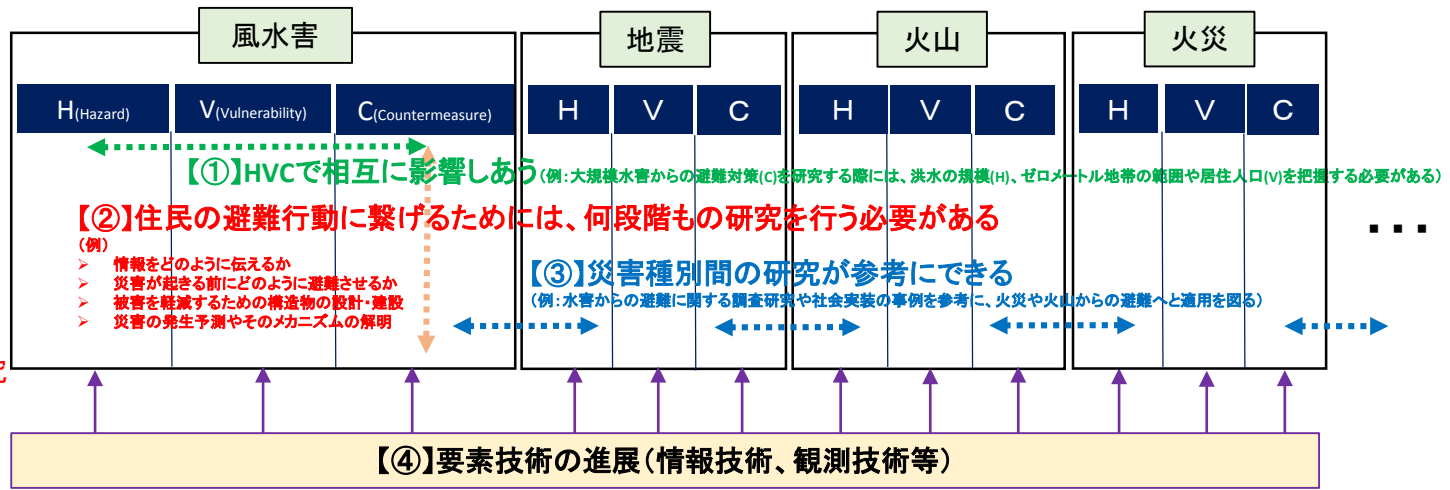 風水害
地震
火山
火災
H(Hazard)
V(Vulnerability)
C(Countermeasure)
H
V
C
H
V
C
H
V
C
【①】HVCで相互に影響しあう(例:大規模水害からの避難対策(C)を研究する際には、洪水の規模(H)、ゼロメートル地帯の範囲や居住人口(V)を把握する必要がある)
【②】住民の避難行動に繋げるためには、何段階もの研究を行う必要がある
(例)
➢ 情報をどのように伝えるか
➢ 災害が起きる前にどのように避難させるか
➢ 被害を軽減するための構造物の設計・建設
➢ 災害の発生予測やそのメカニズムの解明
【③】災害種別間の研究が参考にできる
(例:水害からの避難に関する調査研究や社会実装の事例を参考に、火災や火山からの避難へと適用を図る)
…
【④】要素技術の進展(情報技術、観測技術等)